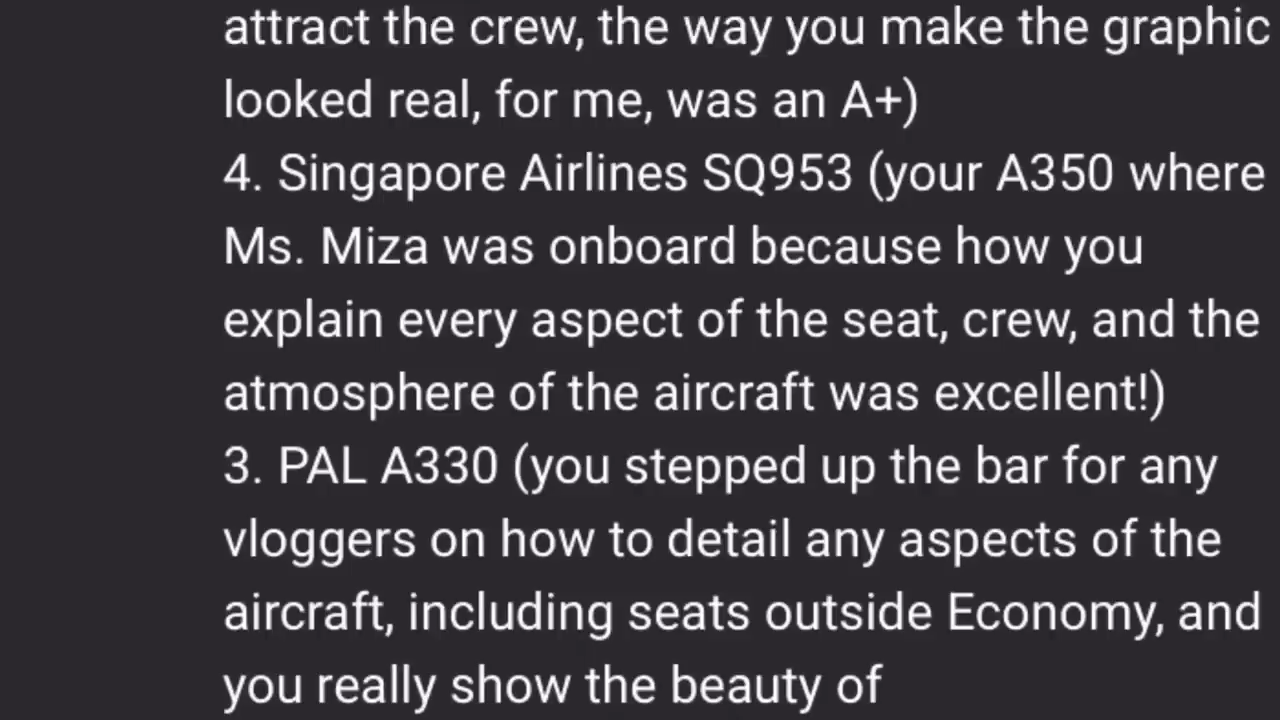 attract the crew, the way you make the graphic
looked real, for me, was an A+)
4. Singapore Airlines SQ953 (your A350 where
Ms. Miza was onboard because how you
explain every aspect of the seat, crew, and the
atmosphere of the aircraft was excellent!)
3. PAL A330 (you stepped up the bar for any
vloggers on how to detail any aspects of the
aircraft, including seats outside Economy, and
you really show the beauty of